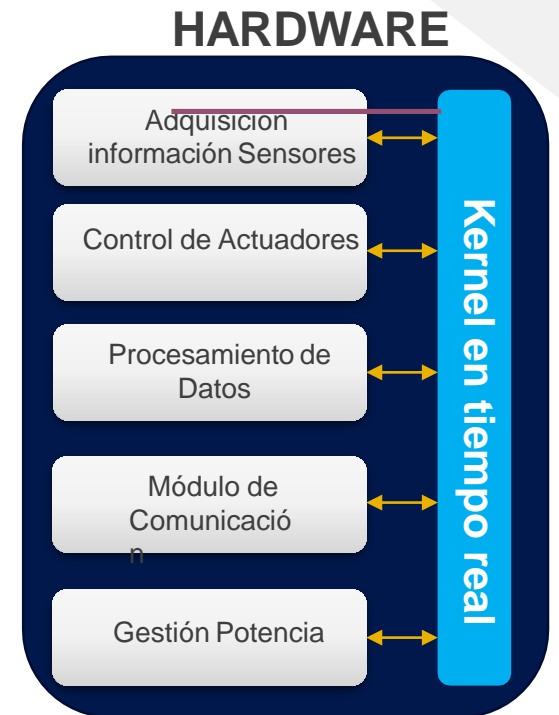 HARDWARE
Adquisición
información Sensores
Control de Actuadores
Procesamiento de
Datos
Módulo de
Comunicació
n
Gestión Potencia
Kernel en tiempo real